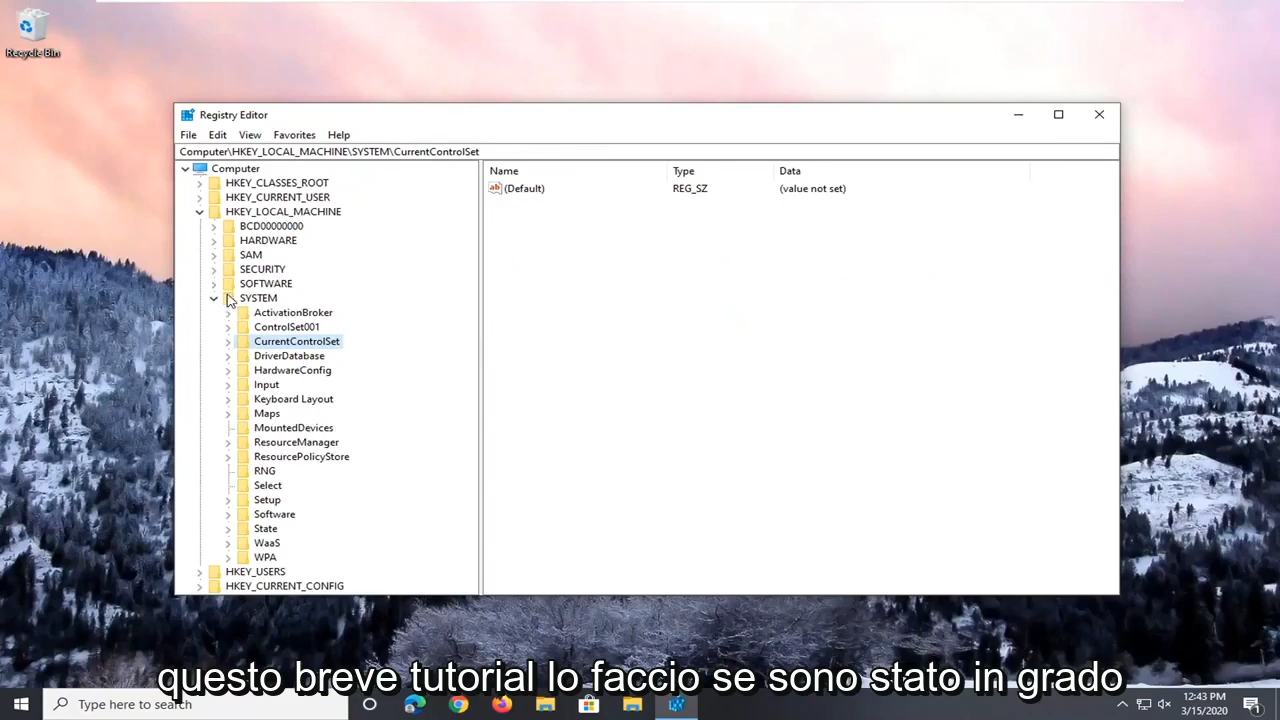 Recycle Bin
Registry Editor
File Edit View Favorites Help
Computer\HKEY_LOCAL_MACHINE\SYSTEM\CurrentControlSet
Computer
HKEY_CLASSES_ROOT
HKEY_CURRENT_USER
HKEY_LOCAL_MACHINE
BCD00000000
HARDWARE
SAM
SECURITY
SOFTWARE
SYSTEM
ActivationBroker
ControlSet001
CurrentControlSet
DriverDatabase
HardwareConfig
Input
Keyboard Layout
Maps
MountedDevices
ResourceManager
ResourcePolicyStore
RNG
Select
Setup
Software
State
WaaS
WPA
HKEY_USERS
HKEY_CURRENT_CONFIG
Name Type Data
ab (Default) REG_SZ (value not set)
questo breve tutorial lo faccio se sono stato in grado
Type here to search
12:43 PM
3/15/2020
1